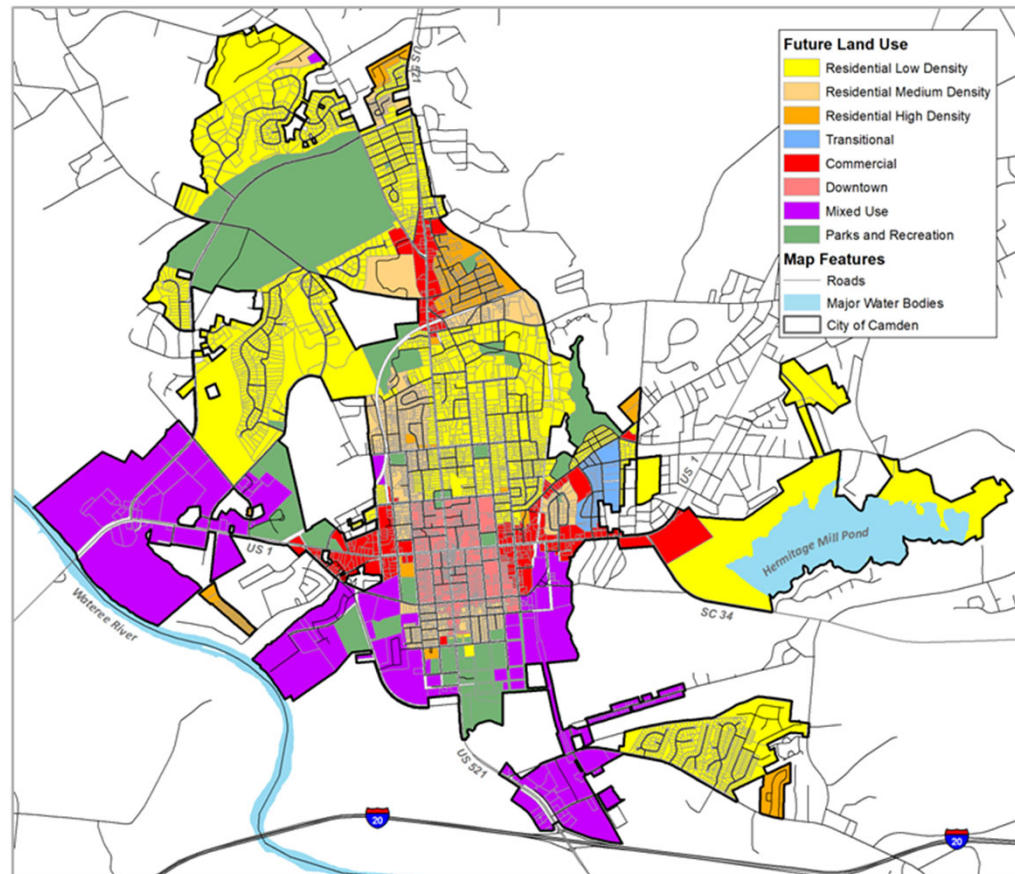 US 521
Future Land Use
Residential Low Density
Residential Medium Density
Residential High Density
Transitional
Commercial
Downtown
Mixed Use
Parks and Recreation
Map Features
Roads
Major Water Bodies
City of Camden
US 1
Hermitage Mill Pond
US 1
Wateree River
SC 34
US 521
20
20